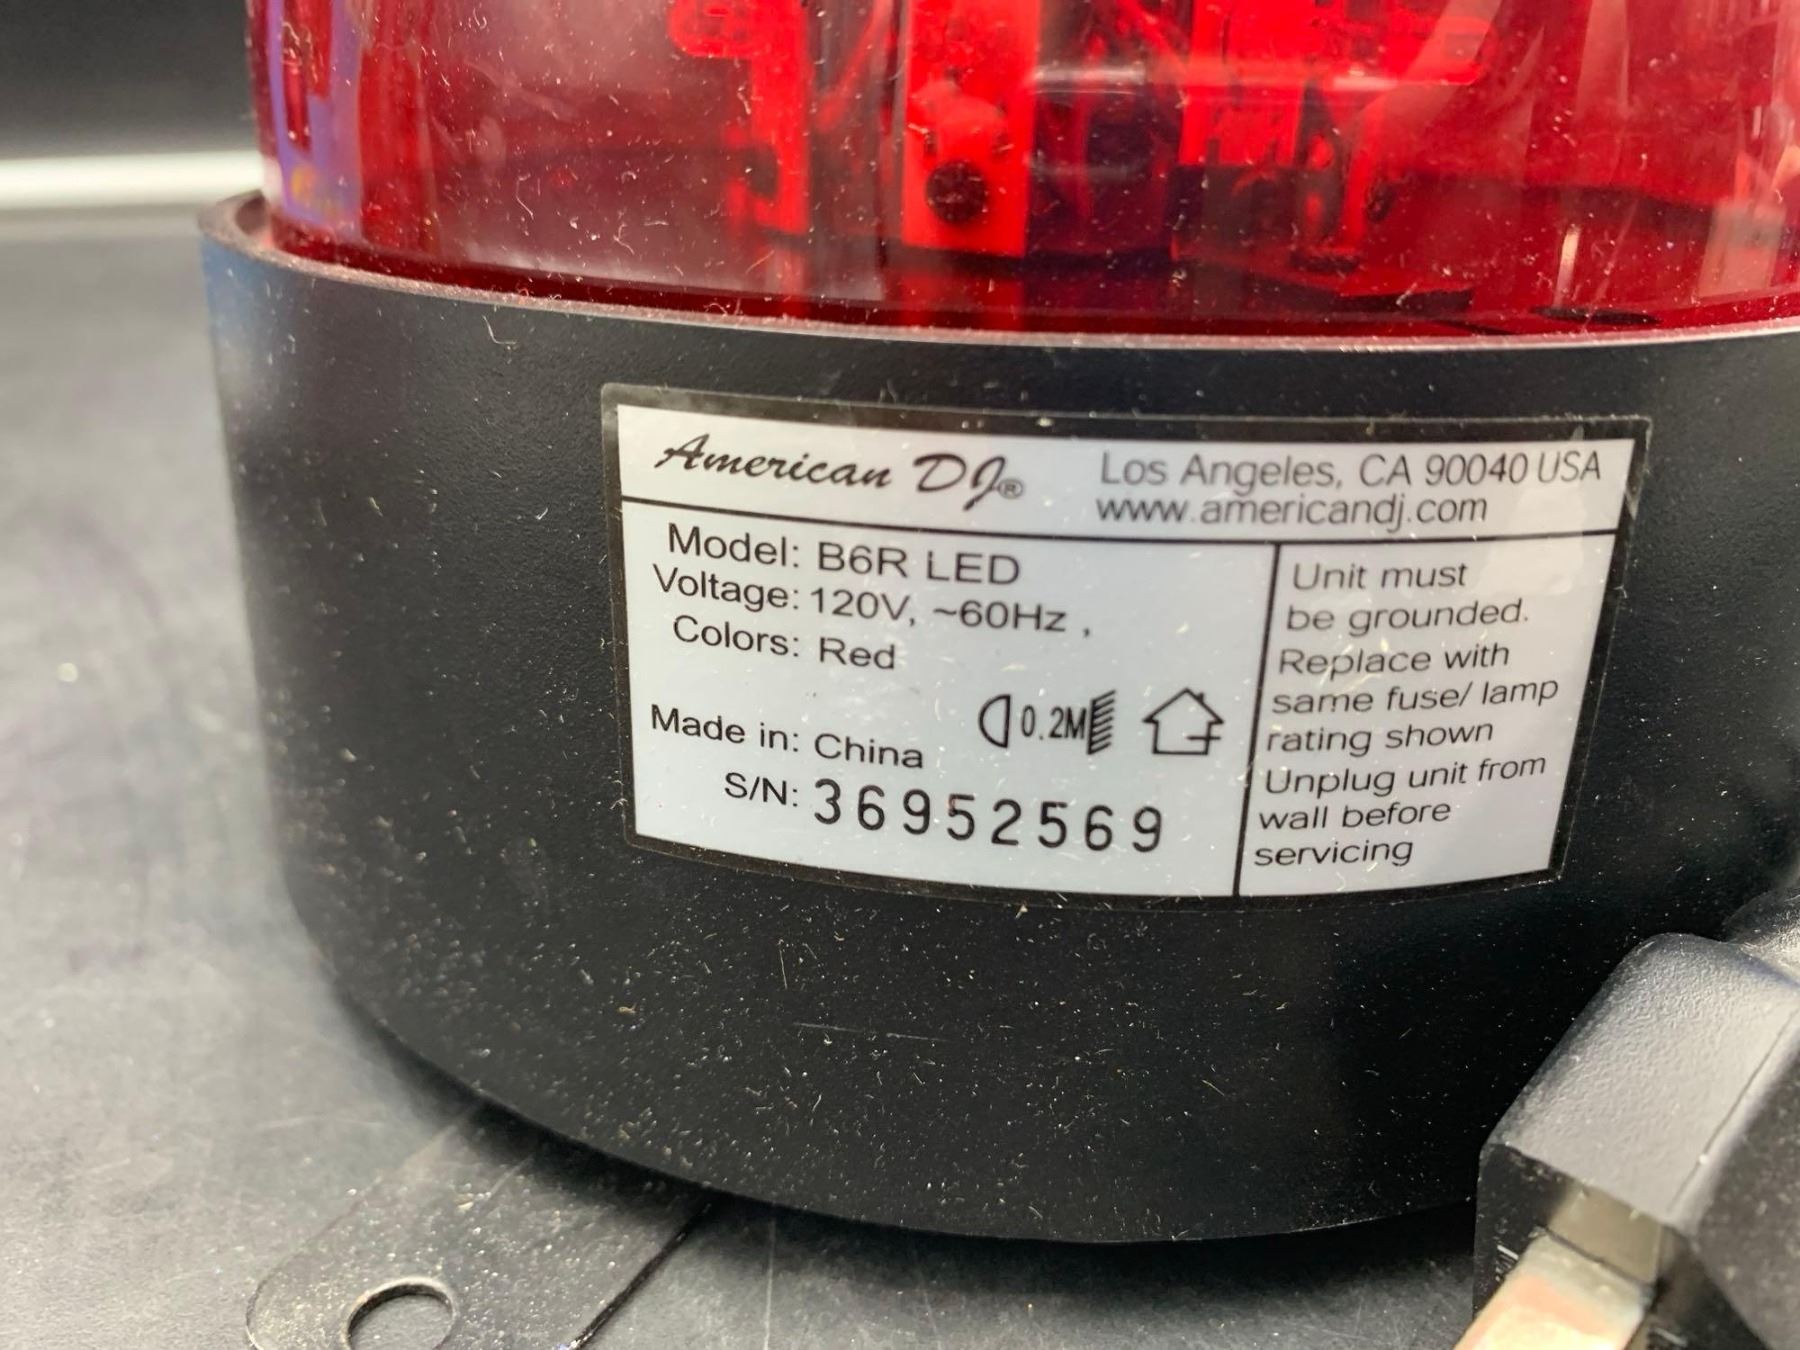 American DJ®
Los Angeles, CA 90040 USA
www.americandj.com
Model: B6R LED
Voltage: 120V, ~60Hz ,
Colors: Red
0.2M
Made in: China
S/N: 36952569
Unit must
be grounded.
Replace with
same fuse/ lamp
rating shown
Unplug unit from
wall before
servicing